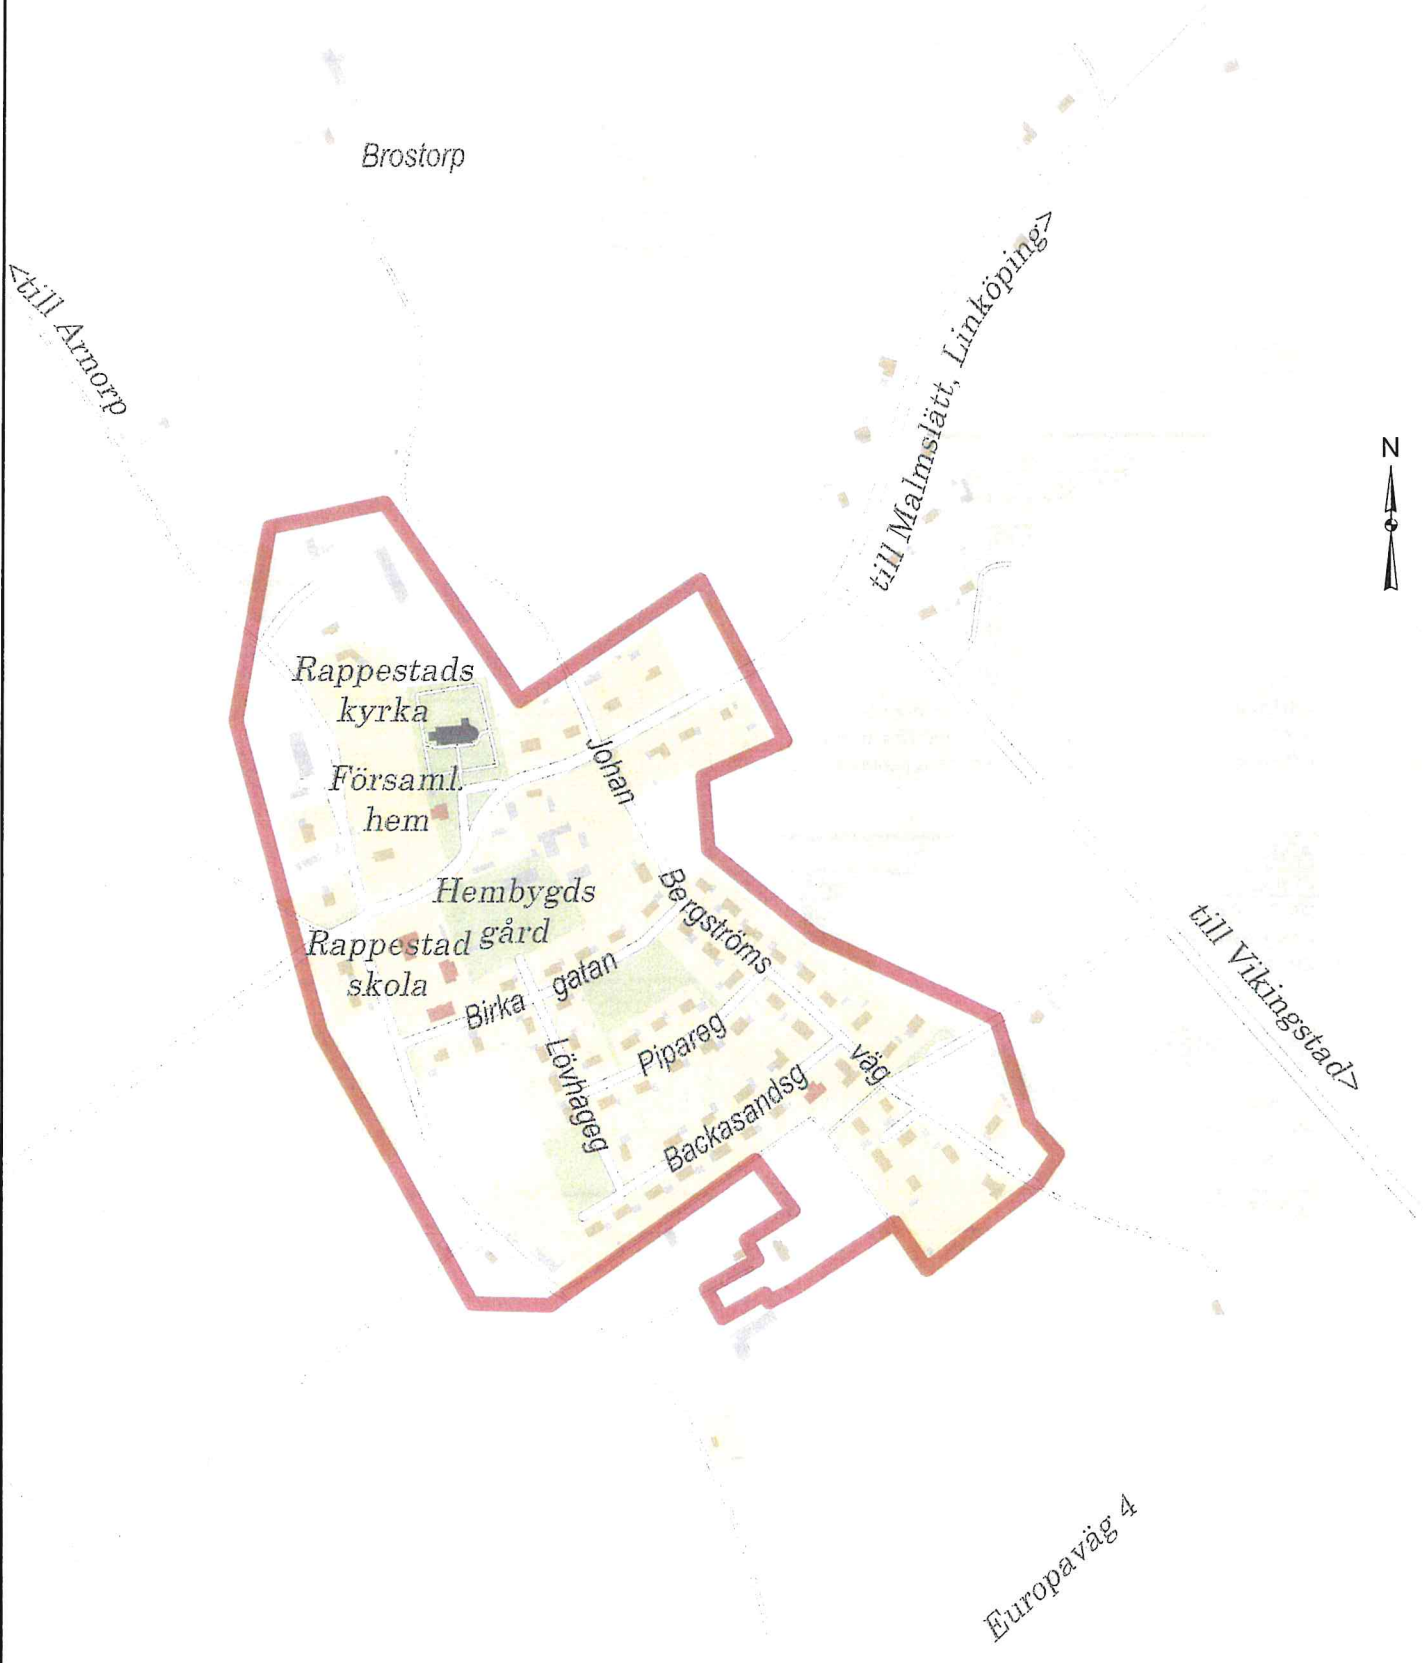 Brostorp
<till Arnorp
till Malmslätt, Linköping>
N
Rappestads
kyrka
Församl.
hem
Johan
Bergströms
väg
Hembygds
gård
Rappestad
skola
Birka gatan
Lövhageg
Pipareg
Backasandsg
till Vikingstad>
Europaväg 4